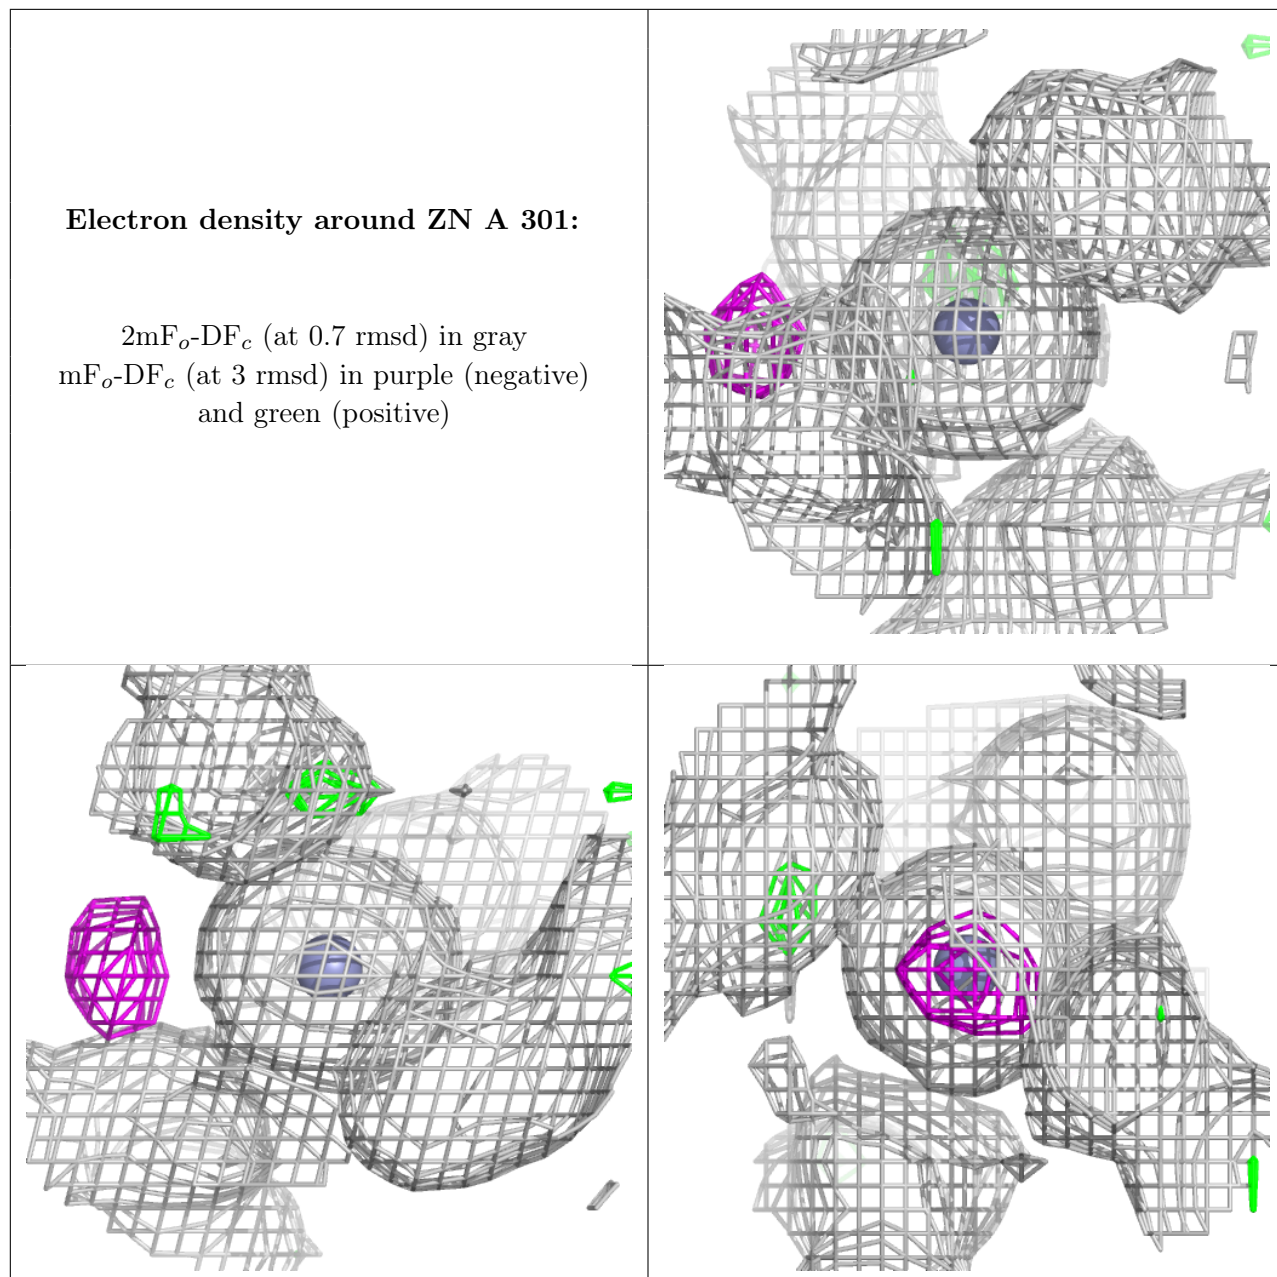 Electron density around ZN A 301:
2mFo-DFc (at 0.7 rmsd) in gray
mFo-DFc (at 3 rmsd) in purple (negative)
and green (positive)